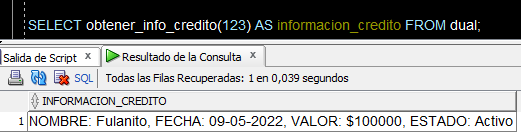 SELECT obtener_info_credito(123) AS informacion_credito FROM dual;
Salida de Script x Resultado de la Consulta x
SQL | Todas las Filas Recuperadas: 1 en 0,039 segundos
INFORMACION_CREDITO
1 NOMBRE: Fulanito, FECHA: 09-05-2022, VALOR: $100000, ESTADO: Activo